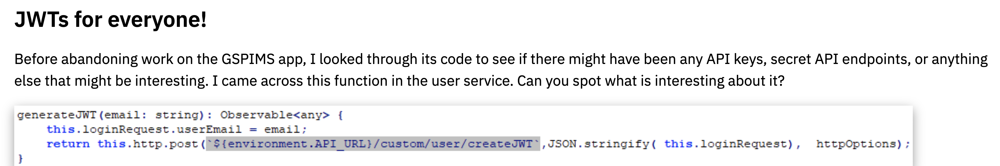 JWTs for everyone!
Before abandoning work on the GSPIMS app, I looked through its code to see if there might have been any API keys, secret API endpoints, or anything
else that might be interesting. I came across this function in the user service. Can you spot what is interesting about it?
generateJWT(email: string): Observable<any> {
    this.loginRequest.userEmail = email;
    return this.http.post(`${environment.API_URL}/custom/user/createJWT`,JSON.stringify( this.loginRequest),  httpOptions);
}